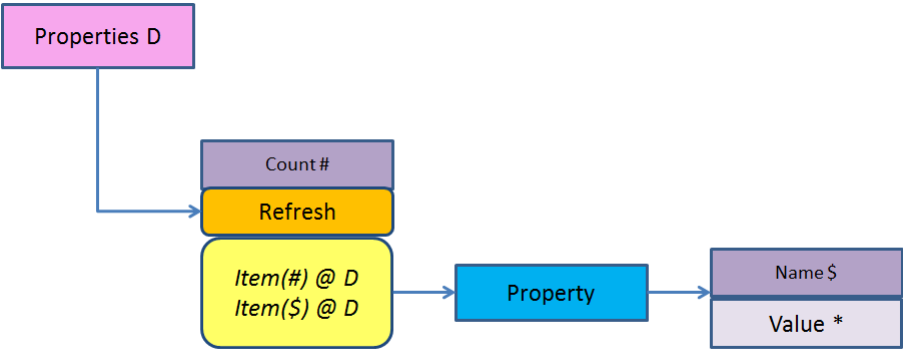 Properties D
Count #
Refresh
Item(#) @ D
Item($) @ D
Property
Name $
Value *